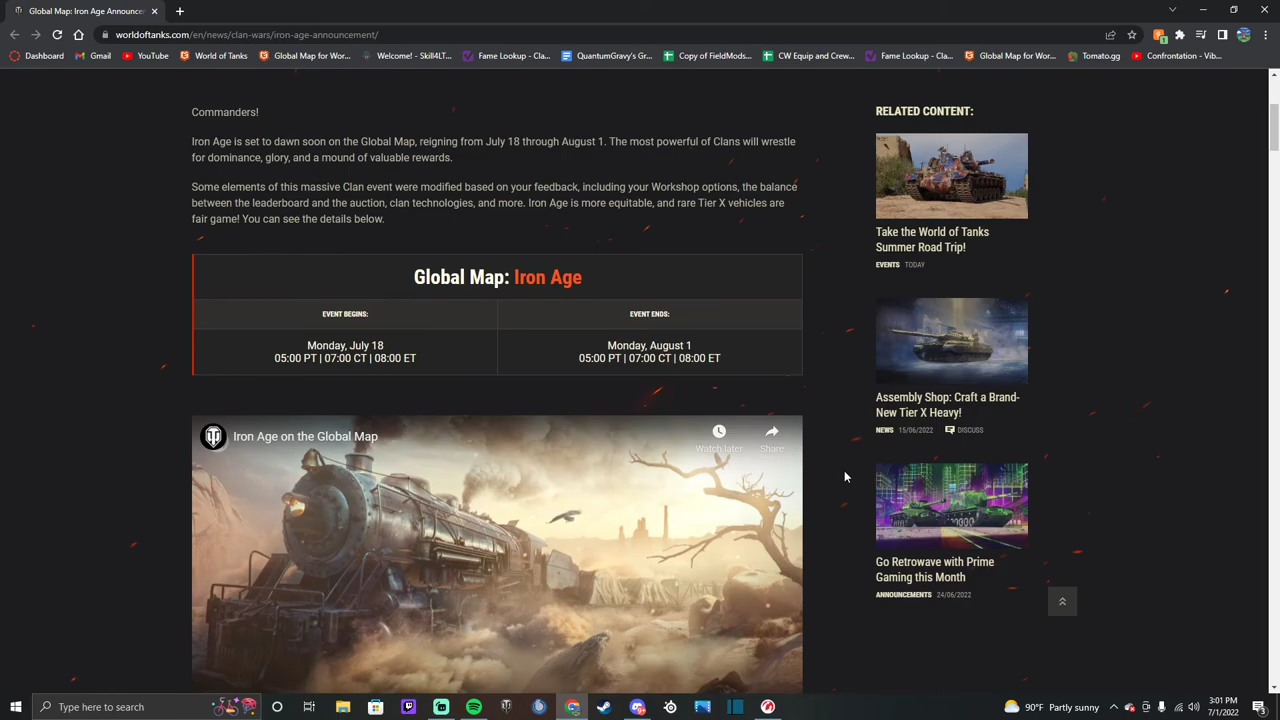 World of Tanks: Iron Age Announc
worldoftanks.com/en/news/clan-wars/iron-age-announcement/
Dashboard
Gmail
YouTube
World of Tanks
Global Map for Wor...
Welcome! - Skill4LT...
Fame Lookup - Cla...
QuantumGravy's Gr...
Copy of FieldMods...
CW Equip and Crew...
Fame Lookup - Cla...
Global Map for Wor...
Tomato.gg
Confrontation - Vib...
Commanders!
Iron Age is set to dawn soon on the Global Map, reigning from July 18 through August 1. The most powerful of Clans will wrestle
for dominance, glory, and a mound of valuable rewards.
Some elements of this massive Clan event were modified based on your feedback, including your Workshop options, the balance
between the leaderboard and the auction, clan technologies, and more. Iron Age is more equitable, and rare Tier X vehicles are
fair game! You can see the details below.
Global Map: Iron Age
EVENT BEGINS:
EVENT ENDS:
Monday, July 18
05:00 PT | 07:00 CT | 08:00 ET
Monday, August 1
05:00 PT | 07:00 CT | 08:00 ET
Iron Age on the Global Map
Watch later
Share
RELATED CONTENT:
Take the World of Tanks
Summer Road Trip!
EVENTS TODAY
Assembly Shop: Craft a Brand-
New Tier X Heavy!
NEWS 15/06/2022 DISCUSS
Go Retrowave with Prime
Gaming this Month
ANNOUNCEMENTS 24/06/2022
Type here to search
90°F Partly sunny
3:01 PM
7/1/2022